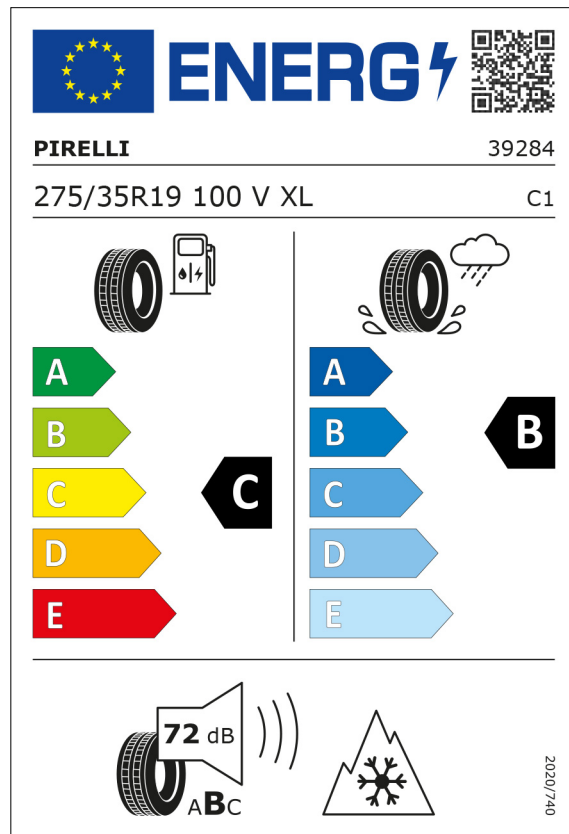 ENERG
PIRELLI 39284
275/35R19 100 V XL C1
A A
B B B
C C C
D D
E E
72 dB
ABC
2020/740